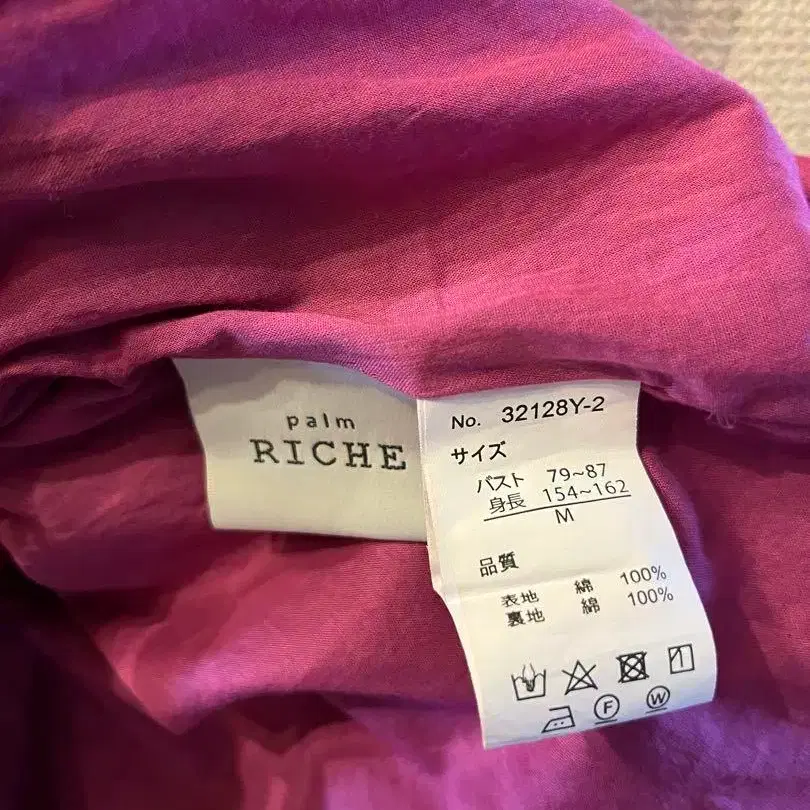 palm
RICHE
No. 32128Y-2
サイズ
バスト 79~87
身長 154~162
M
品質
表地 綿 100%
裏地 綿 100%
F
W